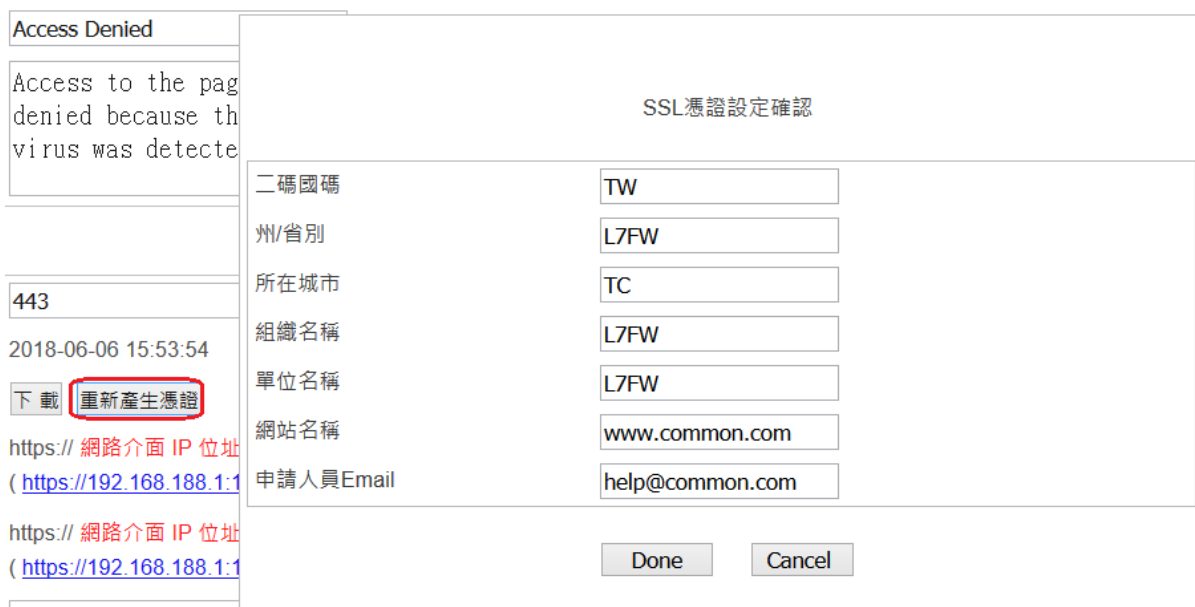 Access Denied
Access to the pag
denied because th
virus was detecte
443
2018-06-06 15:53:54
下 載 重新產生憑證
https:// 網路介面 IP 位址
( https://192.168.188.1:1
https:// 網路介面 IP 位址
( https://192.168.188.1:1
SSL憑證設定確認
二碼國碼 TW
州/省別 L7FW
所在城市 TC
組織名稱 L7FW
單位名稱 L7FW
網站名稱 www.common.com
申請人員Email help@common.com
Done Cancel